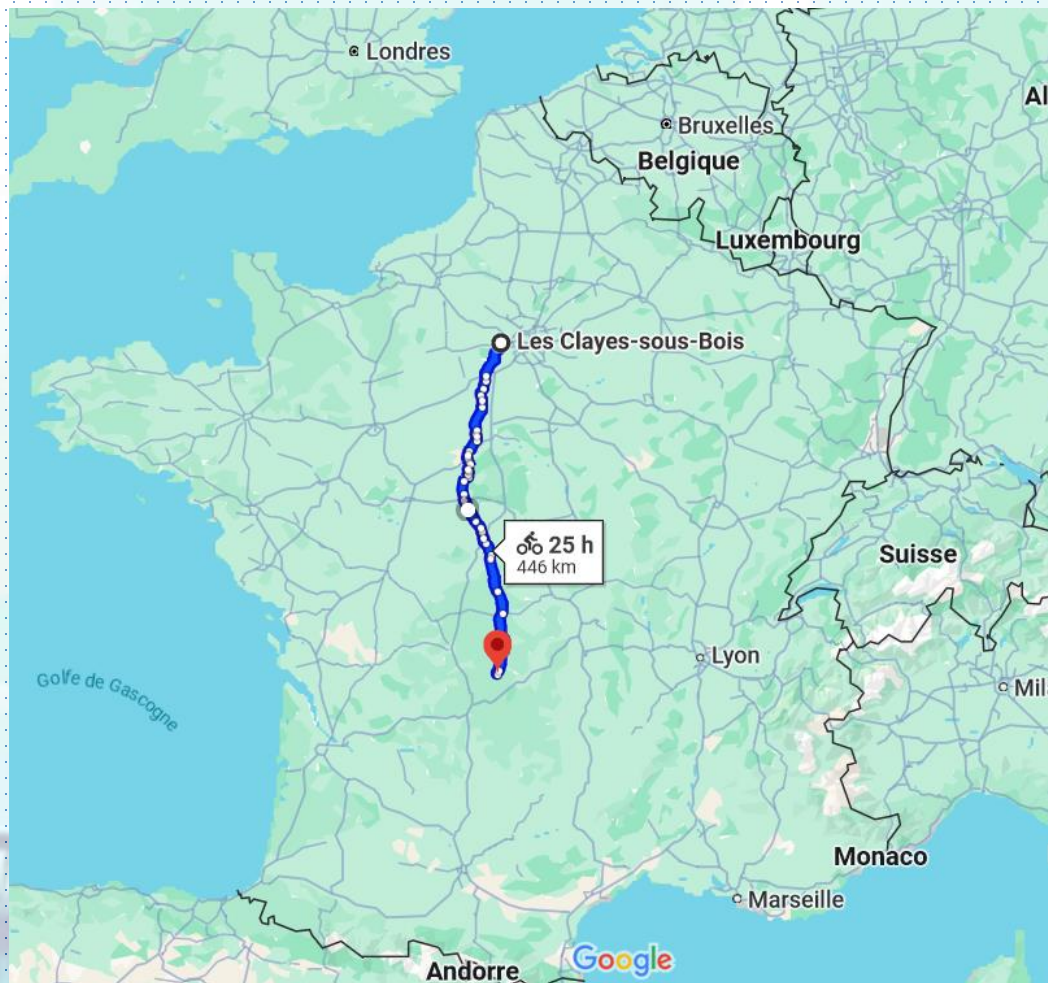 Londres
Al
Bruxelles
Belgique
Luxembourg
Les Clayes-sous-Bois
25 h
446 km
Suisse
Lyon
Golfe de Gascogne
Mil
Monaco
Marseille
Google
Andorre